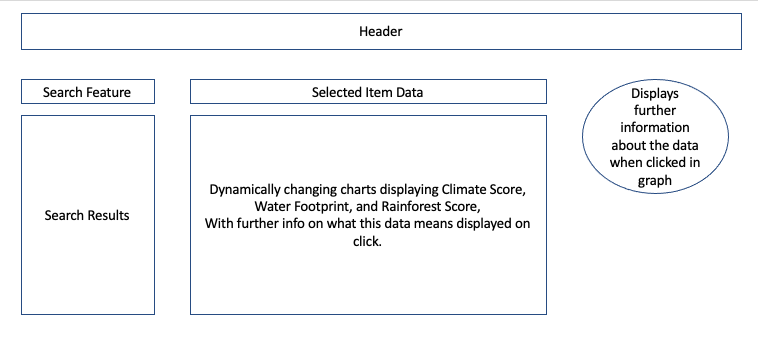 Header
Search Feature
Selected Item Data
Displays
further
information
about the data
when clicked in
graph
Search Results
Dynamically changing charts displaying Climate Score,
Water Footprint, and Rainforest Score,
With further info on what this data means displayed on
click.